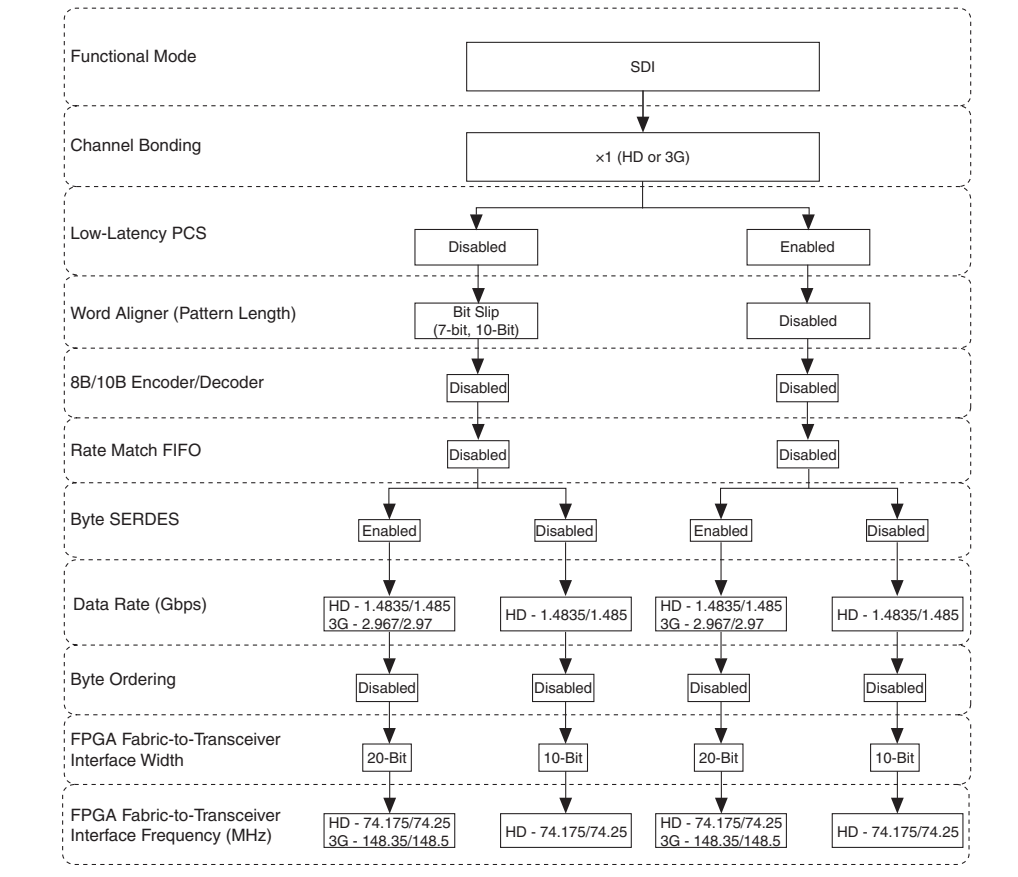 Functional Mode
SDI
Channel Bonding
×1 (HD or 3G)
Low-Latency PCS
Disabled
Enabled
Word Aligner (Pattern Length)
Bit Slip
(7-bit, 10-Bit)
Disabled
8B/10B Encoder/Decoder
Disabled
Disabled
Rate Match FIFO
Disabled
Disabled
Byte SERDES
Enabled
Disabled
Enabled
Disabled
Data Rate (Gbps)
HD - 1.4835/1.485
3G - 2.967/2.97
HD - 1.4835/1.485
HD - 1.4835/1.485
3G - 2.967/2.97
HD - 1.4835/1.485
Byte Ordering
Disabled
Disabled
Disabled
Disabled
FPGA Fabric-to-Transceiver
Interface Width
20-Bit
10-Bit
20-Bit
10-Bit
FPGA Fabric-to-Transceiver
Interface Frequency (MHz)
HD - 74.175/74.25
3G - 148.35/148.5
HD - 74.175/74.25
HD - 74.175/74.25
3G - 148.35/148.5
HD - 74.175/74.25